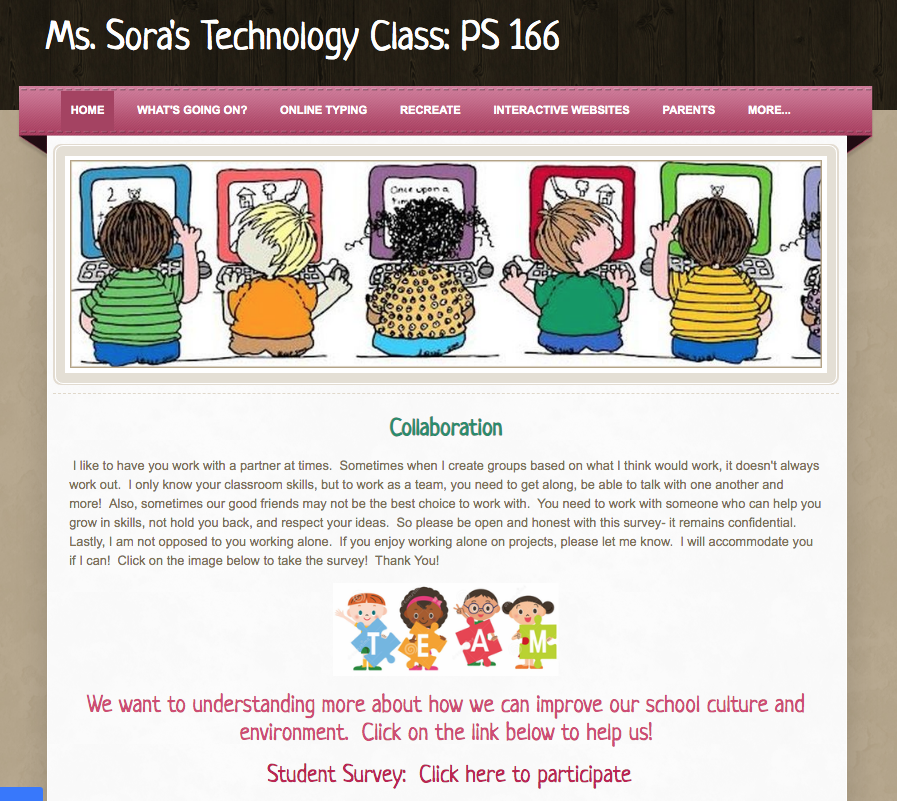 Ms. Sora's Technology Class: PS 166
HOME WHAT'S GOING ON? ONLINE TYPING RECREATE INTERACTIVE WEBSITES PARENTS MORE...
2
Once upon a
Collaboration
I like to have you work with a partner at times. Sometimes when I create groups based on what I think would work, it doesn't always
work out. I only know your classroom skills, but to work as a team, you need to get along, be able to talk with one another and
more! Also, sometimes our good friends may not be the best choice to work with. You need to work with someone who can help you
grow in skills, not hold you back, and respect your ideas. So please be open and honest with this survey- it remains confidential.
Lastly, I am not opposed to you working alone. If you enjoy working alone on projects, please let me know. I will accommodate you
if I can! Click on the image below to take the survey! Thank You!
TEAM
We want to understanding more about how we can improve our school culture and
environment. Click on the link below to help us!
Student Survey: Click here to participate